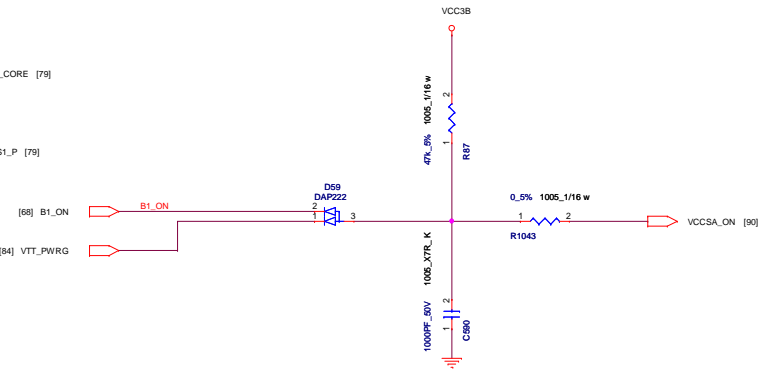 VCC3B
_CORE [79]
2
47k_5% 1005_1/16 w
1
R87
S1_P [79]
D59
DAP222
[68] B1_ON
B1_ON
2
1
3
0_5% 1005_1/16 w
1
2
R1043
VCCSA_ON [90]
[84] VTT_PWRG
1000PF_50V 1005_X7R_K
2
1
C590